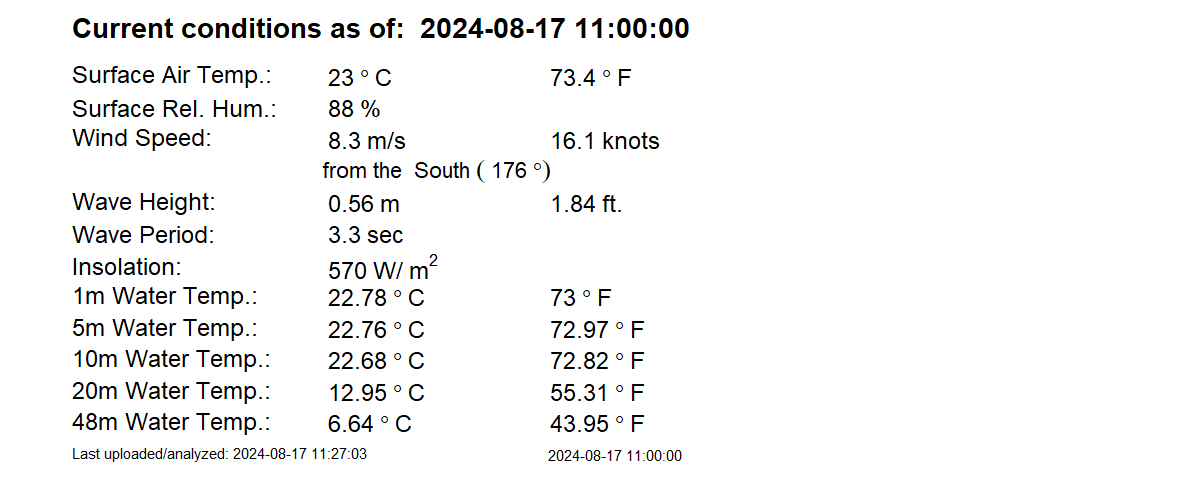 Current conditions as of: 2024-08-17 11:00:00
Surface Air Temp.: 23 ° C 73.4 ° F
Surface Rel. Hum.: 88 %
Wind Speed: 8.3 m/s 16.1 knots
from the South ( 176 °)
Wave Height: 0.56 m 1.84 ft.
Wave Period: 3.3 sec
Insolation: 570 W/ m²
1m Water Temp.: 22.78 ° C 73 ° F
5m Water Temp.: 22.76 ° C 72.97 ° F
10m Water Temp.: 22.68 ° C 72.82 ° F
20m Water Temp.: 12.95 ° C 55.31 ° F
48m Water Temp.: 6.64 ° C 43.95 ° F
Last uploaded/analyzed: 2024-08-17 11:27:03 2024-08-17 11:00:00